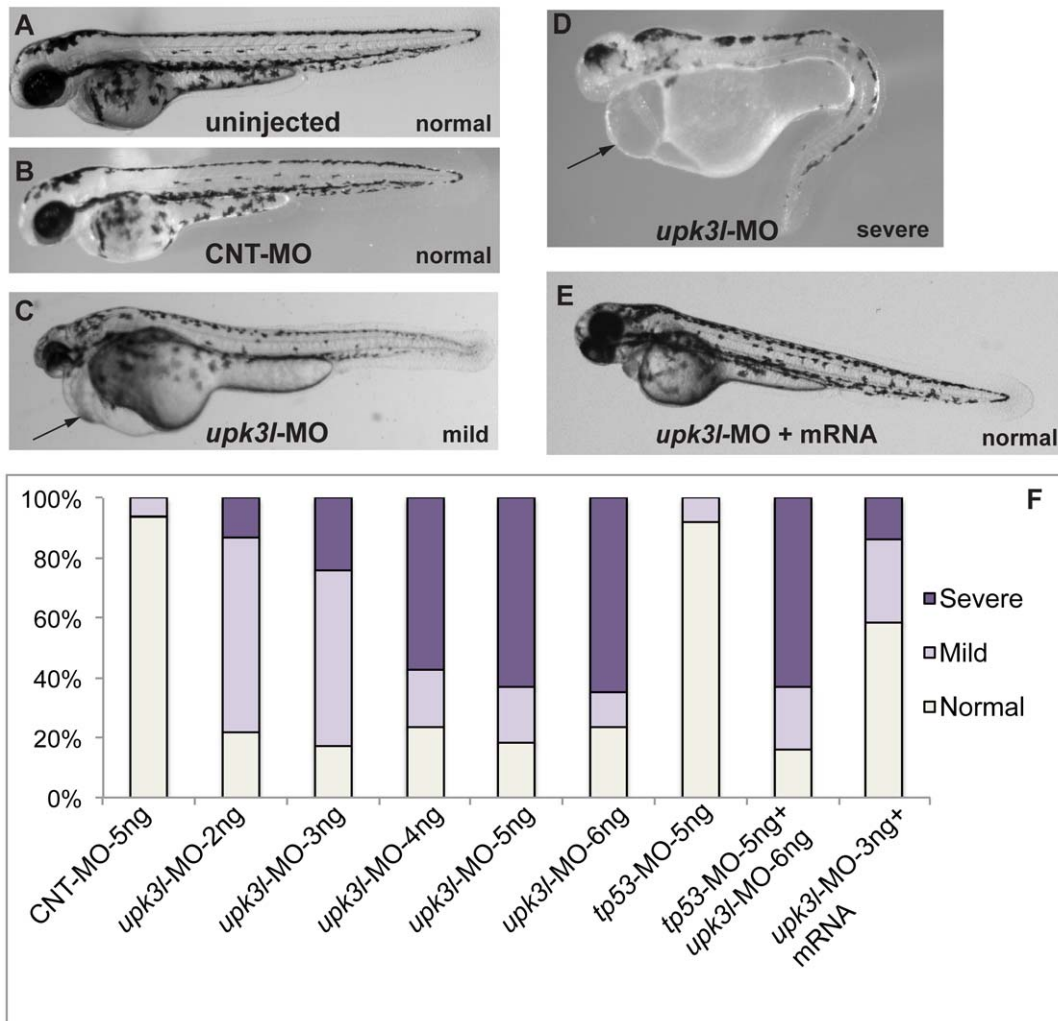 A
uninjected
normal
B
CNT-MO
normal
C
upk3l-MO
mild
D
upk3l-MO
severe
E
upk3l-MO + mRNA
normal
F
100%
80%
60%
40%
20%
0%
Severe
Mild
Normal
CNT-MO-5ng
upk3l-MO-2ng
upk3l-MO-3ng
upk3l-MO-4ng
upk3l-MO-5ng
upk3l-MO-6ng
tp53-MO-5ng
tp53-MO-5ng+
upk3l-MO-6ng
upk3l-MO-3ng+
mRNA